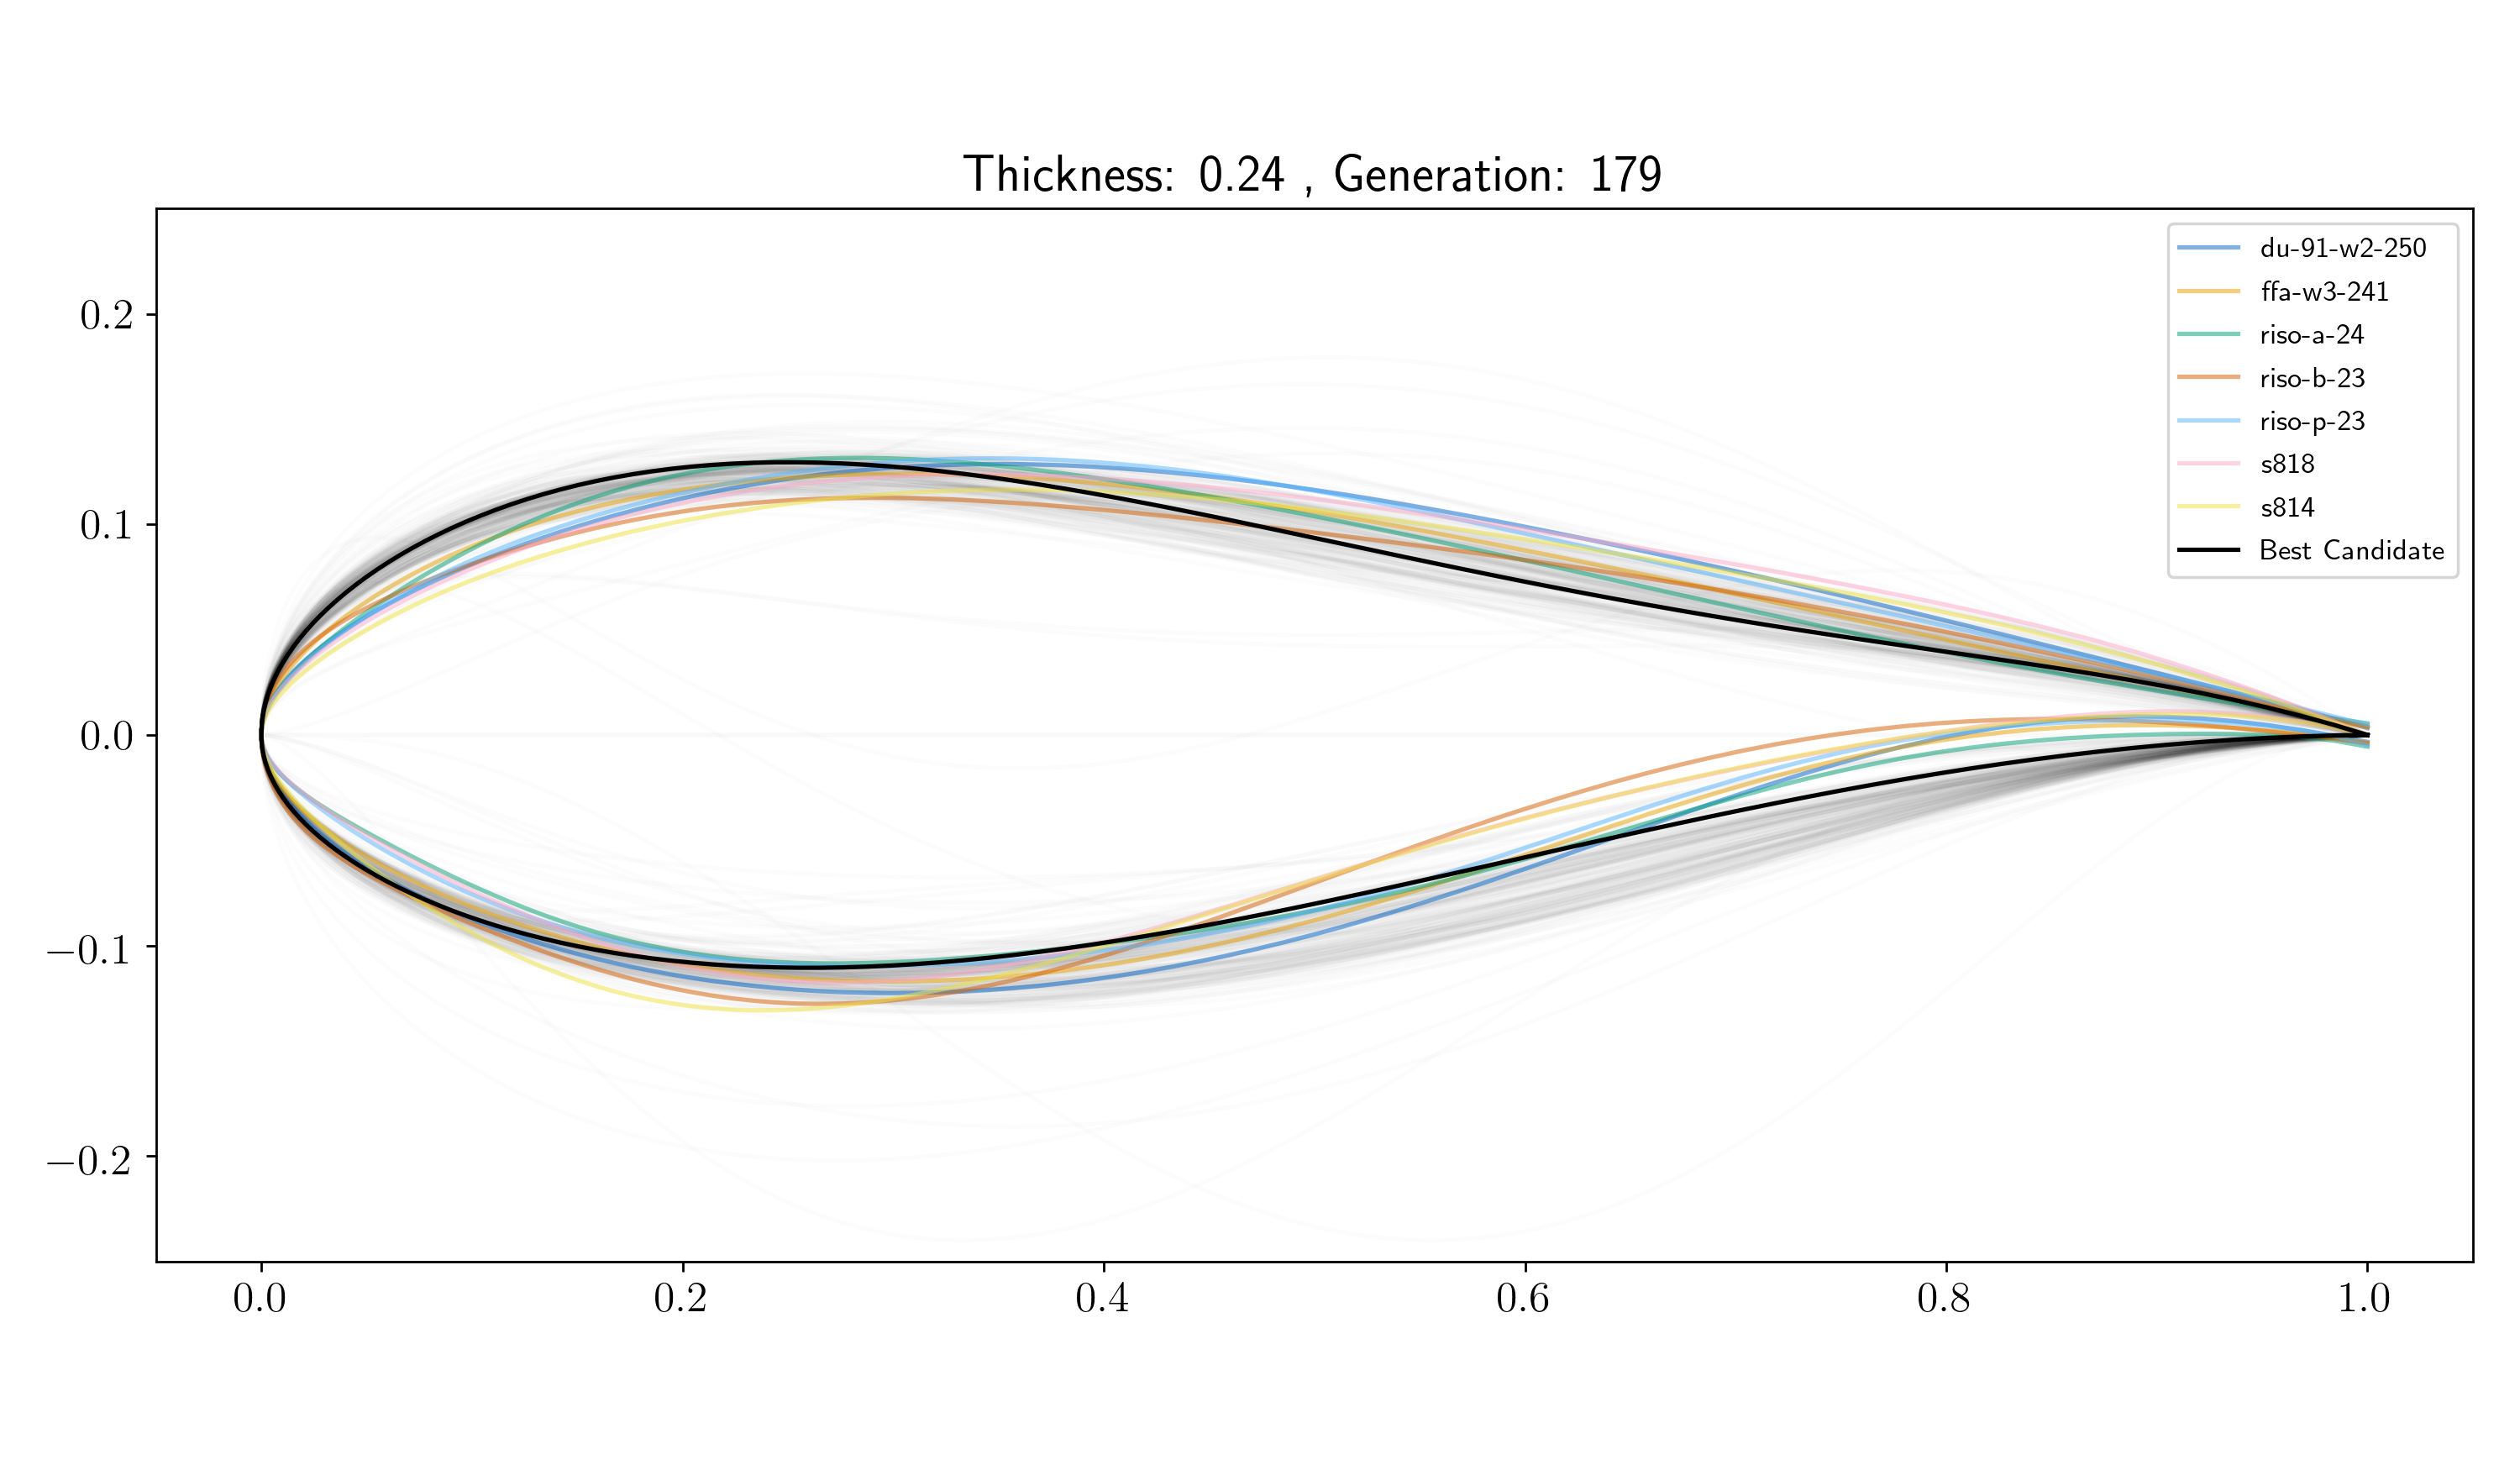 Thickness: 0.24 , Generation: 179
du-91-w2-250
ffa-w3-241
riso-a-24
riso-b-23
riso-p-23
s818
s814
Best Candidate
0.2
0.1
0.0
−0.1
−0.2
0.0 0.2 0.4 0.6 0.8 1.0